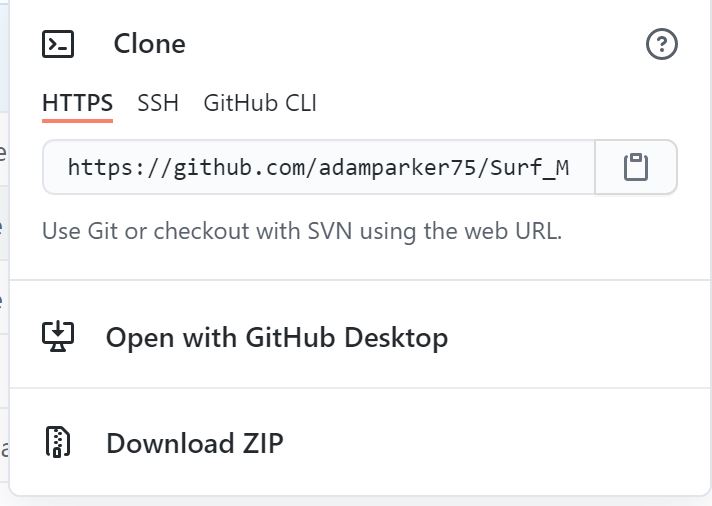 Clone
HTTPS SSH GitHub CLI
https://github.com/adamparker75/Surf_M
Use Git or checkout with SVN using the web URL.
Open with GitHub Desktop
Download ZIP